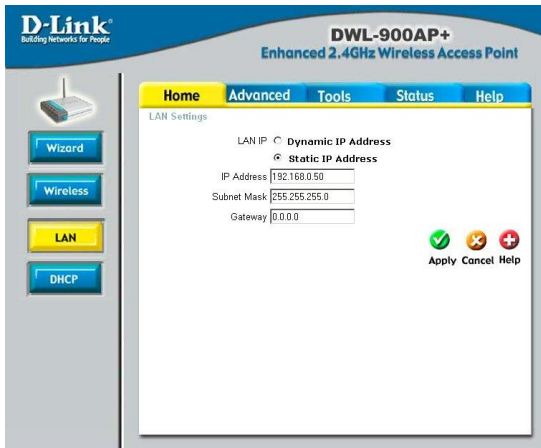 D-Link
Building Networks for People
DWL-900AP+
Enhanced 2.4GHz Wireless Access Point
Home Advanced Tools Status Help
LAN Settings
Wizard
Wireless
LAN
DHCP
LAN IP Dynamic IP Address
Static IP Address
IP Address 192.168.0.50
Subnet Mask 255.255.255.0
Gateway 0.0.0.0
Apply Cancel Help